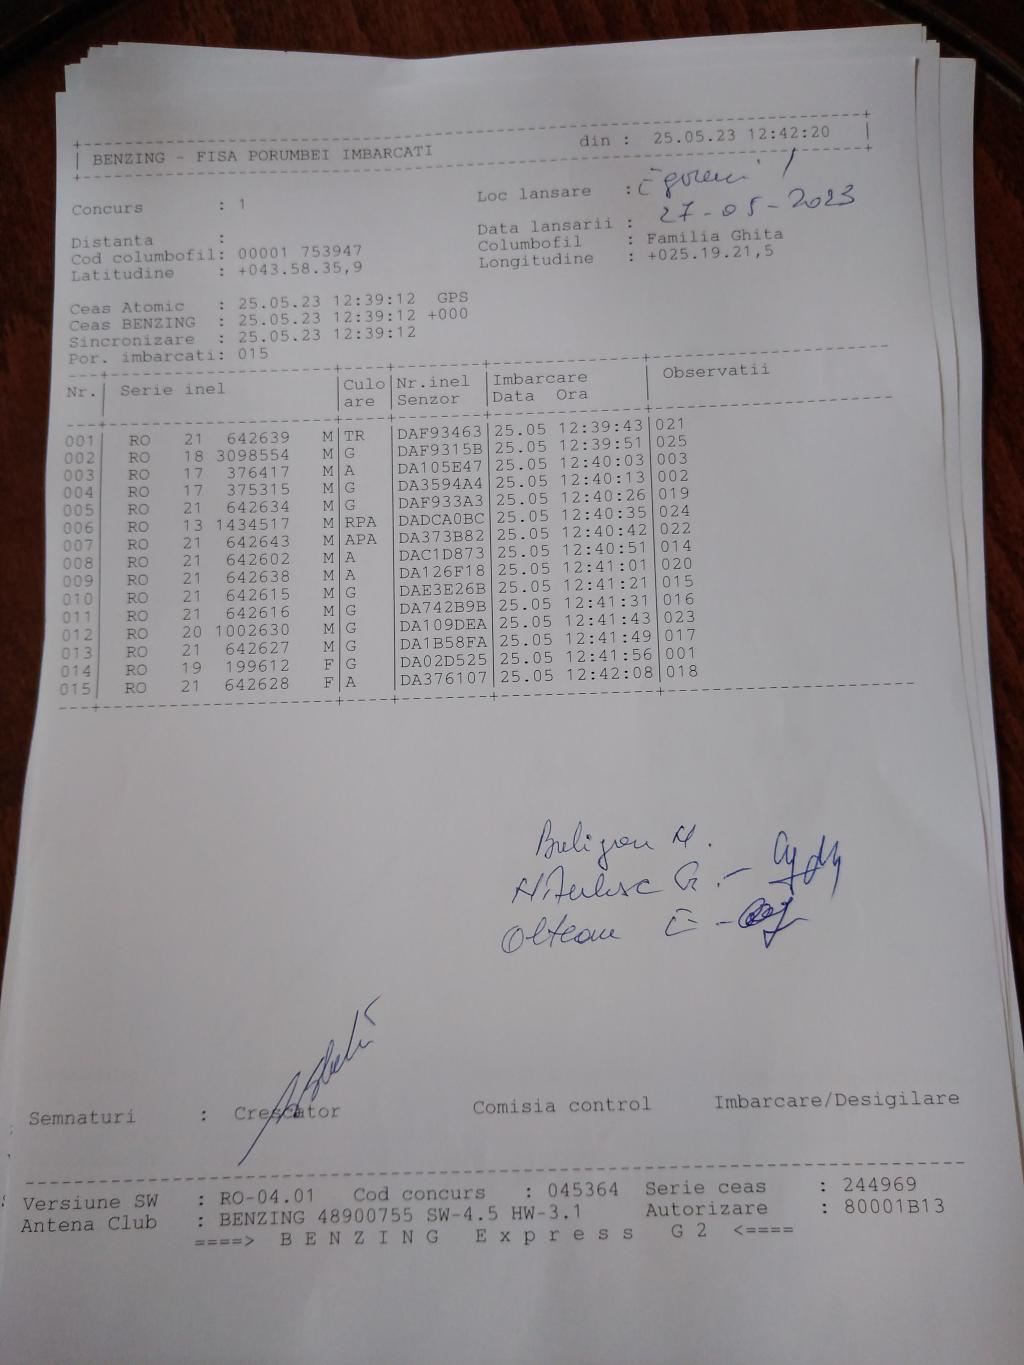 BENZING - FISA PORUMBEI IMBARCATI din : 25.05.23 12:42:20
Concurs : 1 Loc lansare :
Distanta : Data lansarii : 27-05-2023
Cod columbofil: 00001 753947 Columbofil : Familia Ghita
Latitudine : +043.58.35,9 Longitudine : +025.19.21,5
Ceas Atomic : 25.05.23 12:39:12 GPS
Ceas BENZING : 25.05.23 12:39:12 +000
Sincronizare : 25.05.23 12:39:12
Por. imbarcati: 015
Nr. Serie inel Culo Nr.inel Imbarcare Observatii
are Senzor Data Ora
001 RO 21 642639 M TR DAF93463 25.05 12:39:43 021
002 RO 18 3098554 M G DAF9315B 25.05 12:39:51 025
003 RO 17 376417 M A DA105E47 25.05 12:40:03 003
004 RO 17 375315 M G DA3594A4 25.05 12:40:13 002
005 RO 21 642634 M G DAF933A3 25.05 12:40:26 019
006 RO 13 1434517 M RPA DADCA0BC 25.05 12:40:35 024
007 RO 21 642643 M APA DA373B82 25.05 12:40:42 022
008 RO 21 642602 M A DAC1D873 25.05 12:40:51 014
009 RO 21 642638 M A DA126F18 25.05 12:41:01 020
010 RO 21 642615 M G DAE3E26B 25.05 12:41:21 015
011 RO 21 642616 M G DA742B9B 25.05 12:41:31 016
012 RO 20 1002630 M G DA109DEA 25.05 12:41:43 023
013 RO 21 642627 M G DA1B58FA 25.05 12:41:49 017
014 RO 19 199612 F G DA02D525 25.05 12:41:56 001
015 RO 21 642628 F A DA376107 25.05 12:42:08 018
Olteanu
Semnaturi : Crescator Comisia control Imbarcare/Desigilare
Versiune SW : RO-04.01 Cod concurs : 045364 Serie ceas : 244969
Antena Club : BENZING 48900755 SW-4.5 HW-3.1 Autorizare : 80001B13
====> B E N Z I N G E x p r e s s G 2 <====